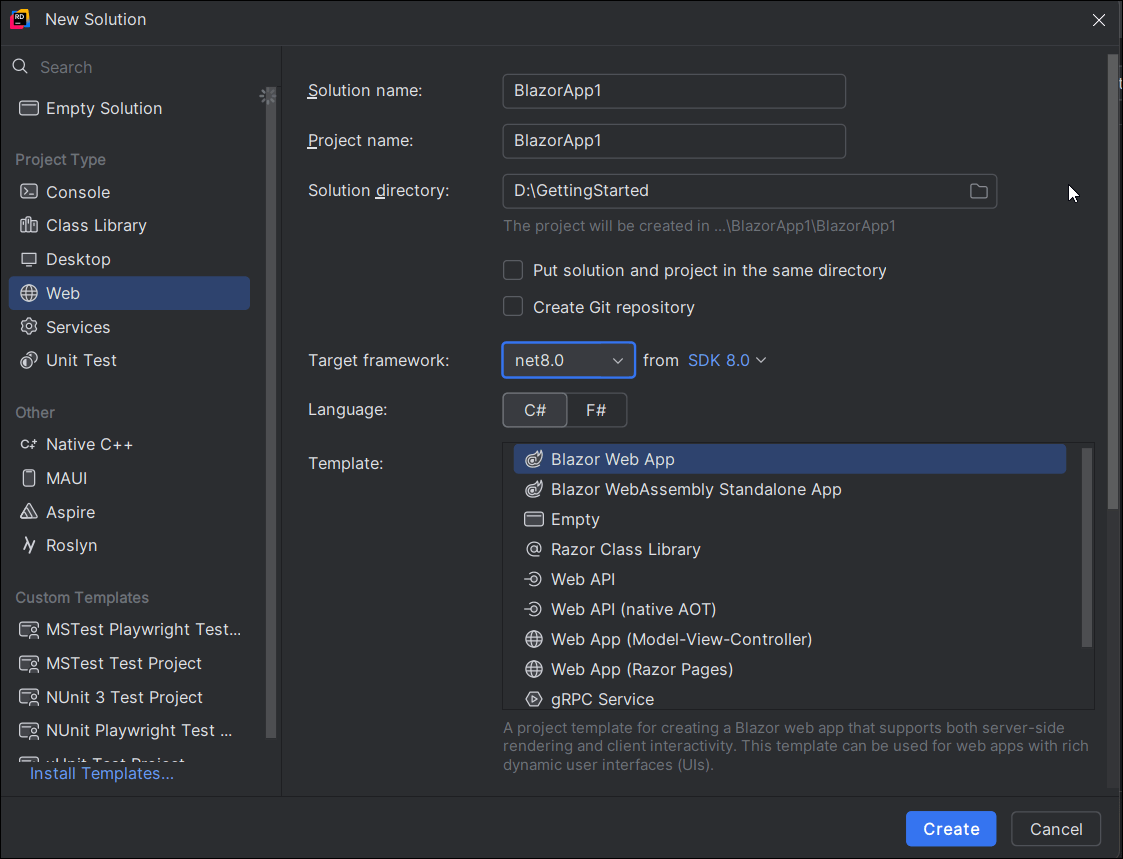 New Solution
Search
Empty Solution
Project Type
Console
Class Library
Desktop
Web
Services
Unit Test
Other
Native C++
MAUI
Aspire
Roslyn
Custom Templates
MSTest Playwright Test...
MSTest Test Project
NUnit 3 Test Project
NUnit Playwright Test ...
xUnit Test Project
Install Templates...
Solution name: BlazorApp1
Project name: BlazorApp1
Solution directory: D:\GettingStarted
The project will be created in ...\BlazorApp1\BlazorApp1
Put solution and project in the same directory
Create Git repository
Target framework: net8.0 from SDK 8.0
Language: C# F#
Template:
Blazor Web App
Blazor WebAssembly Standalone App
Empty
Razor Class Library
Web API
Web API (native AOT)
Web App (Model-View-Controller)
Web App (Razor Pages)
gRPC Service
A project template for creating a Blazor web app that supports both server-side
rendering and client interactivity. This template can be used for web apps with rich
dynamic user interfaces (UIs).
Create Cancel